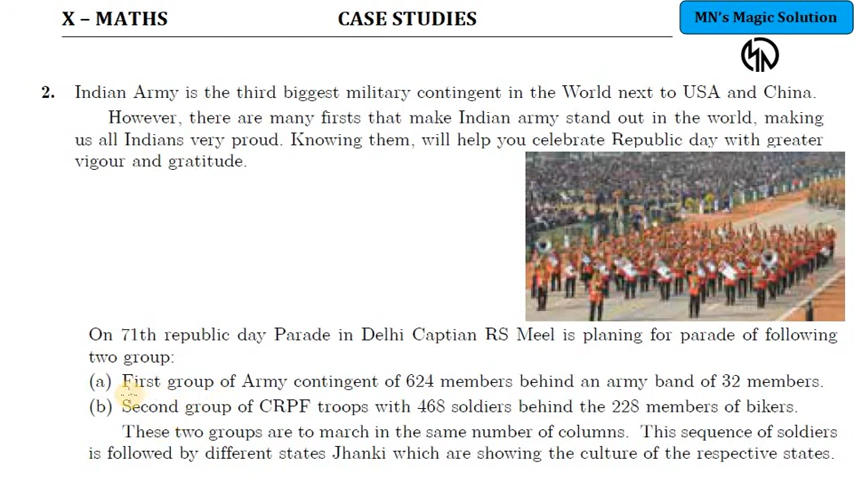 X – MATHS CASE STUDIES MN's Magic Solution
2. Indian Army is the third biggest military contingent in the World next to USA and China.
However, there are many firsts that make Indian army stand out in the world, making
us all Indians very proud. Knowing them, will help you celebrate Republic day with greater
vigour and gratitude.
On 71th republic day Parade in Delhi Captian RS Meel is planing for parade of following
two group:
(a) First group of Army contingent of 624 members behind an army band of 32 members.
(b) Second group of CRPF troops with 468 soldiers behind the 228 members of bikers.
These two groups are to march in the same number of columns. This sequence of soldiers
is followed by different states Jhanki which are showing the culture of the respective states.